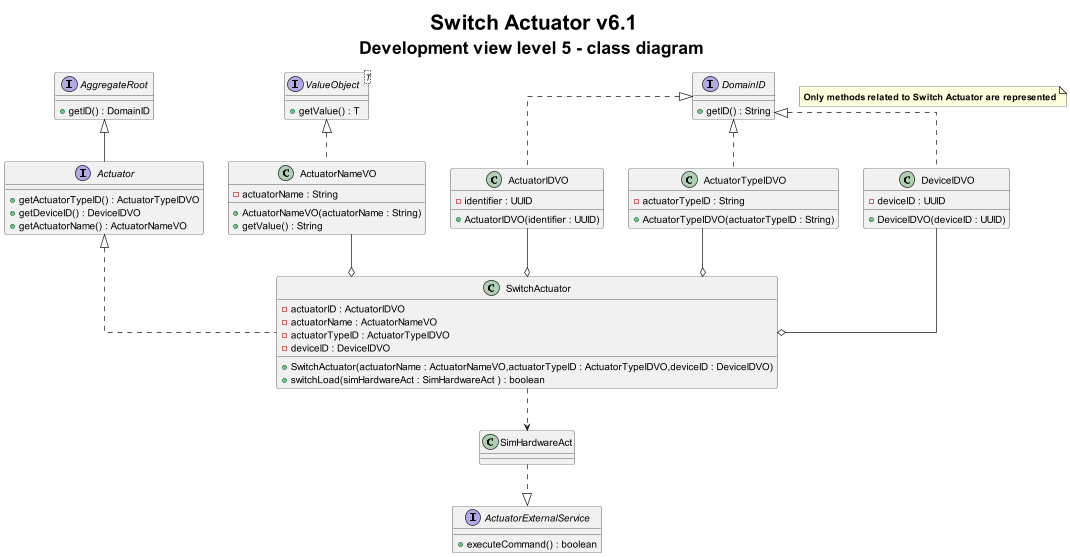 Switch Actuator v6.1
Development view level 5 - class diagram
I AggregateRoot
getID() : DomainID
I ValueObject
T
getValue() : T
I DomainID
getID() : String
Only methods related to Switch Actuator are represented
I Actuator
getActuatorTypeID() : ActuatorTypeIDVO
getDeviceID() : DeviceIDVO
getActuatorName() : ActuatorNameVO
C ActuatorNameVO
actuatorName : String
ActuatorNameVO(actuatorName : String)
getValue() : String
C ActuatorIDVO
identifier : UUID
ActuatorIDVO(identifier : UUID)
C ActuatorTypeIDVO
actuatorTypeID : String
ActuatorTypeIDVO(actuatorTypeID : String)
C DeviceIDVO
deviceID : UUID
DeviceIDVO(deviceID : UUID)
C SwitchActuator
actuatorID : ActuatorIDVO
actuatorName : ActuatorNameVO
actuatorTypeID : ActuatorTypeIDVO
deviceID : DeviceIDVO
SwitchActuator(actuatorName : ActuatorNameVO,actuatorTypeID : ActuatorTypeIDVO,deviceID : DeviceIDVO)
switchLoad(simHardwareAct : SimHardwareAct ) : boolean
C SimHardwareAct
I ActuatorExternalService
executeCommand() : boolean